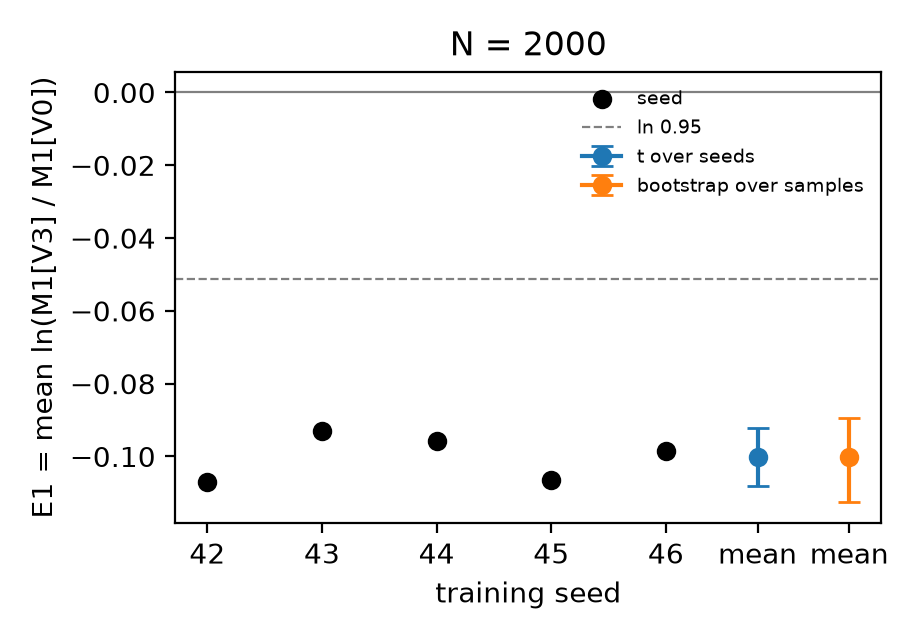 N = 2000
E1 = mean ln(M1[V3] / M1[V0])
0.00
−0.02
−0.04
−0.06
−0.08
−0.10
seed
ln 0.95
t over seeds
bootstrap over samples
42 43 44 45 46 mean mean
training seed